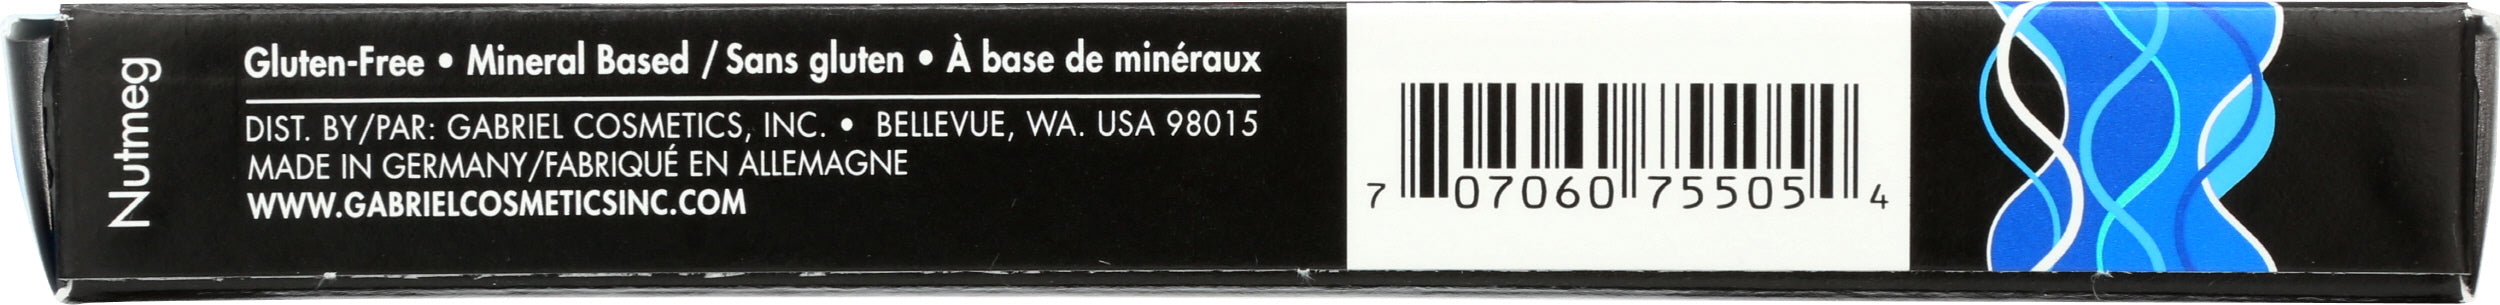 Nutmeg
Gluten-Free • Mineral Based / Sans gluten • À base de minéraux
DIST. BY/PAR: GABRIEL COSMETICS, INC. • BELLEVUE, WA. USA 98015
MADE IN GERMANY/FABRIQUÉ EN ALLEMAGNE
WWW.GABRIELCOSMETICSINC.COM
7 07060 75505 4